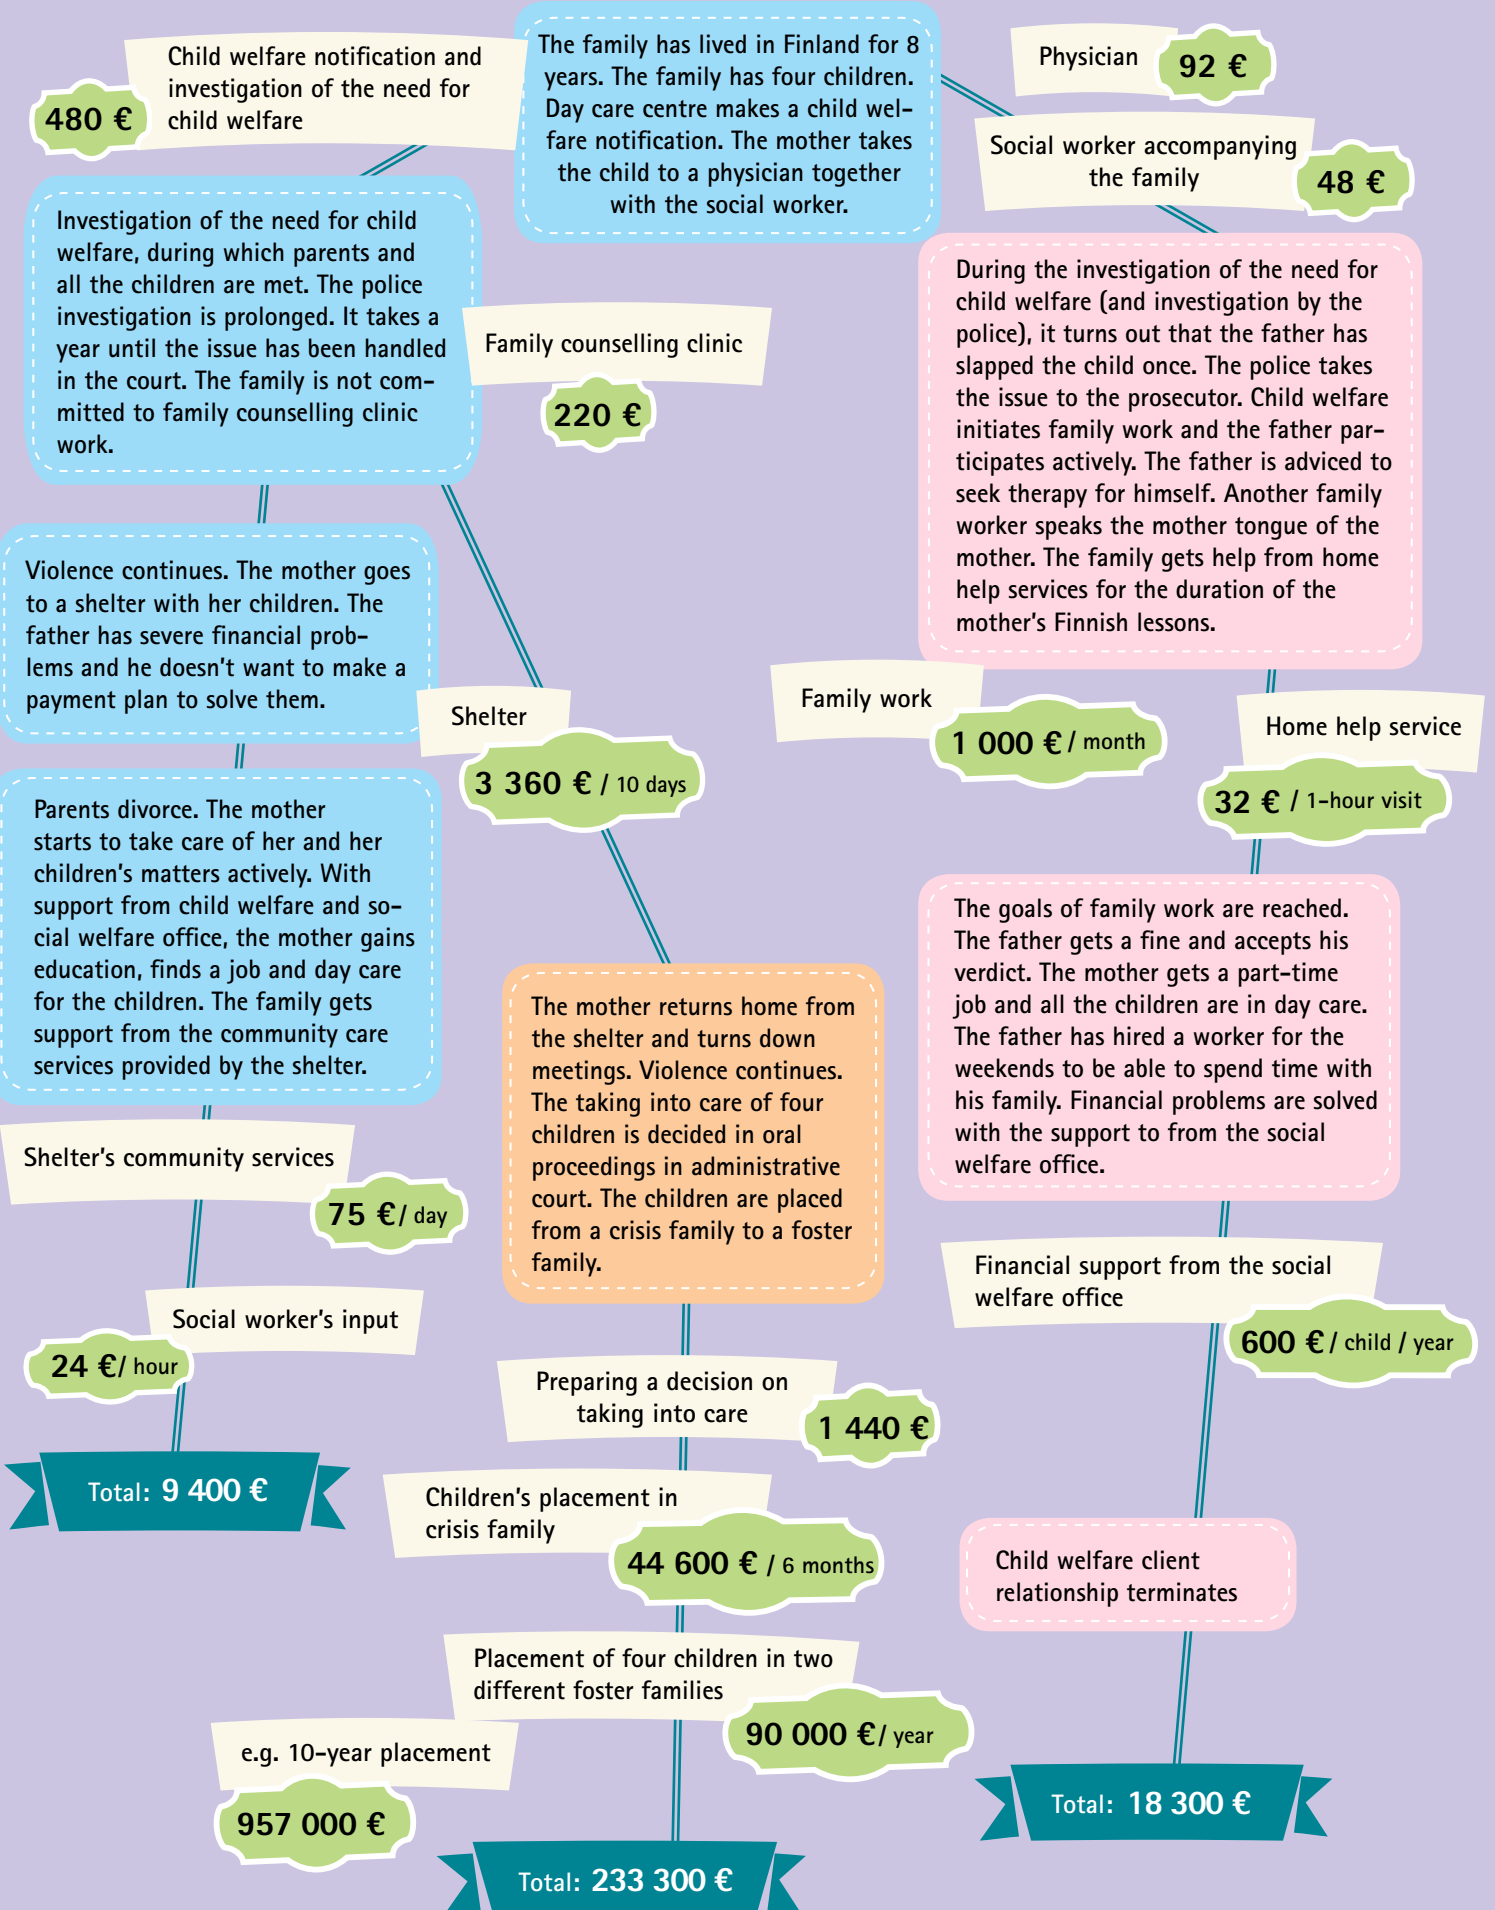 Child welfare notification and
investigation of the need for
child welfare
480 €
The family has lived in Finland for 8
years. The family has four children.
Day care centre makes a child wel-
fare notification. The mother takes
the child to a physician together
with the social worker.
Physician
92 €
Social worker accompanying
the family
48 €
Investigation of the need for child
welfare, during which parents and
all the children are met. The police
investigation is prolonged. It takes a
year until the issue has been handled
in the court. The family is not com-
mitted to family counselling clinic
work.
Family counselling clinic
220 €
During the investigation of the need for
child welfare (and investigation by the
police), it turns out that the father has
slapped the child once. The police takes
the issue to the prosecutor. Child welfare
initiates family work and the father par-
ticipates actively. The father is adviced to
seek therapy for himself. Another family
worker speaks the mother tongue of the
mother. The family gets help from home
help services for the duration of the
mother's Finnish lessons.
Violence continues. The mother goes
to a shelter with her children. The
father has severe financial prob-
lems and he doesn't want to make a
payment plan to solve them.
Shelter
3 360 € / 10 days
Family work
1 000 € / month
Home help service
32 € / 1-hour visit
Parents divorce. The mother
starts to take care of her and her
children's matters actively. With
support from child welfare and so-
cial welfare office, the mother gains
education, finds a job and day care
for the children. The family gets
support from the community care
services provided by the shelter.
The mother returns home from
the shelter and turns down
meetings. Violence continues.
The taking into care of four
children is decided in oral
proceedings in administrative
court. The children are placed
from a crisis family to a foster
family.
The goals of family work are reached.
The father gets a fine and accepts his
verdict. The mother gets a part-time
job and all the children are in day care.
The father has hired a worker for the
weekends to be able to spend time with
his family. Financial problems are solved
with the support to from the social
welfare office.
Shelter's community services
75 €/ day
Social worker's input
24 €/ hour
Total: 9 400 €
Financial support from the social
welfare office
600 € / child / year
Preparing a decision on
taking into care
1 440 €
Children's placement in
crisis family
44 600 € / 6 months
Child welfare client
relationship terminates
Placement of four children in two
different foster families
90 000 €/ year
e.g. 10-year placement
957 000 €
Total: 18 300 €
Total: 233 300 €